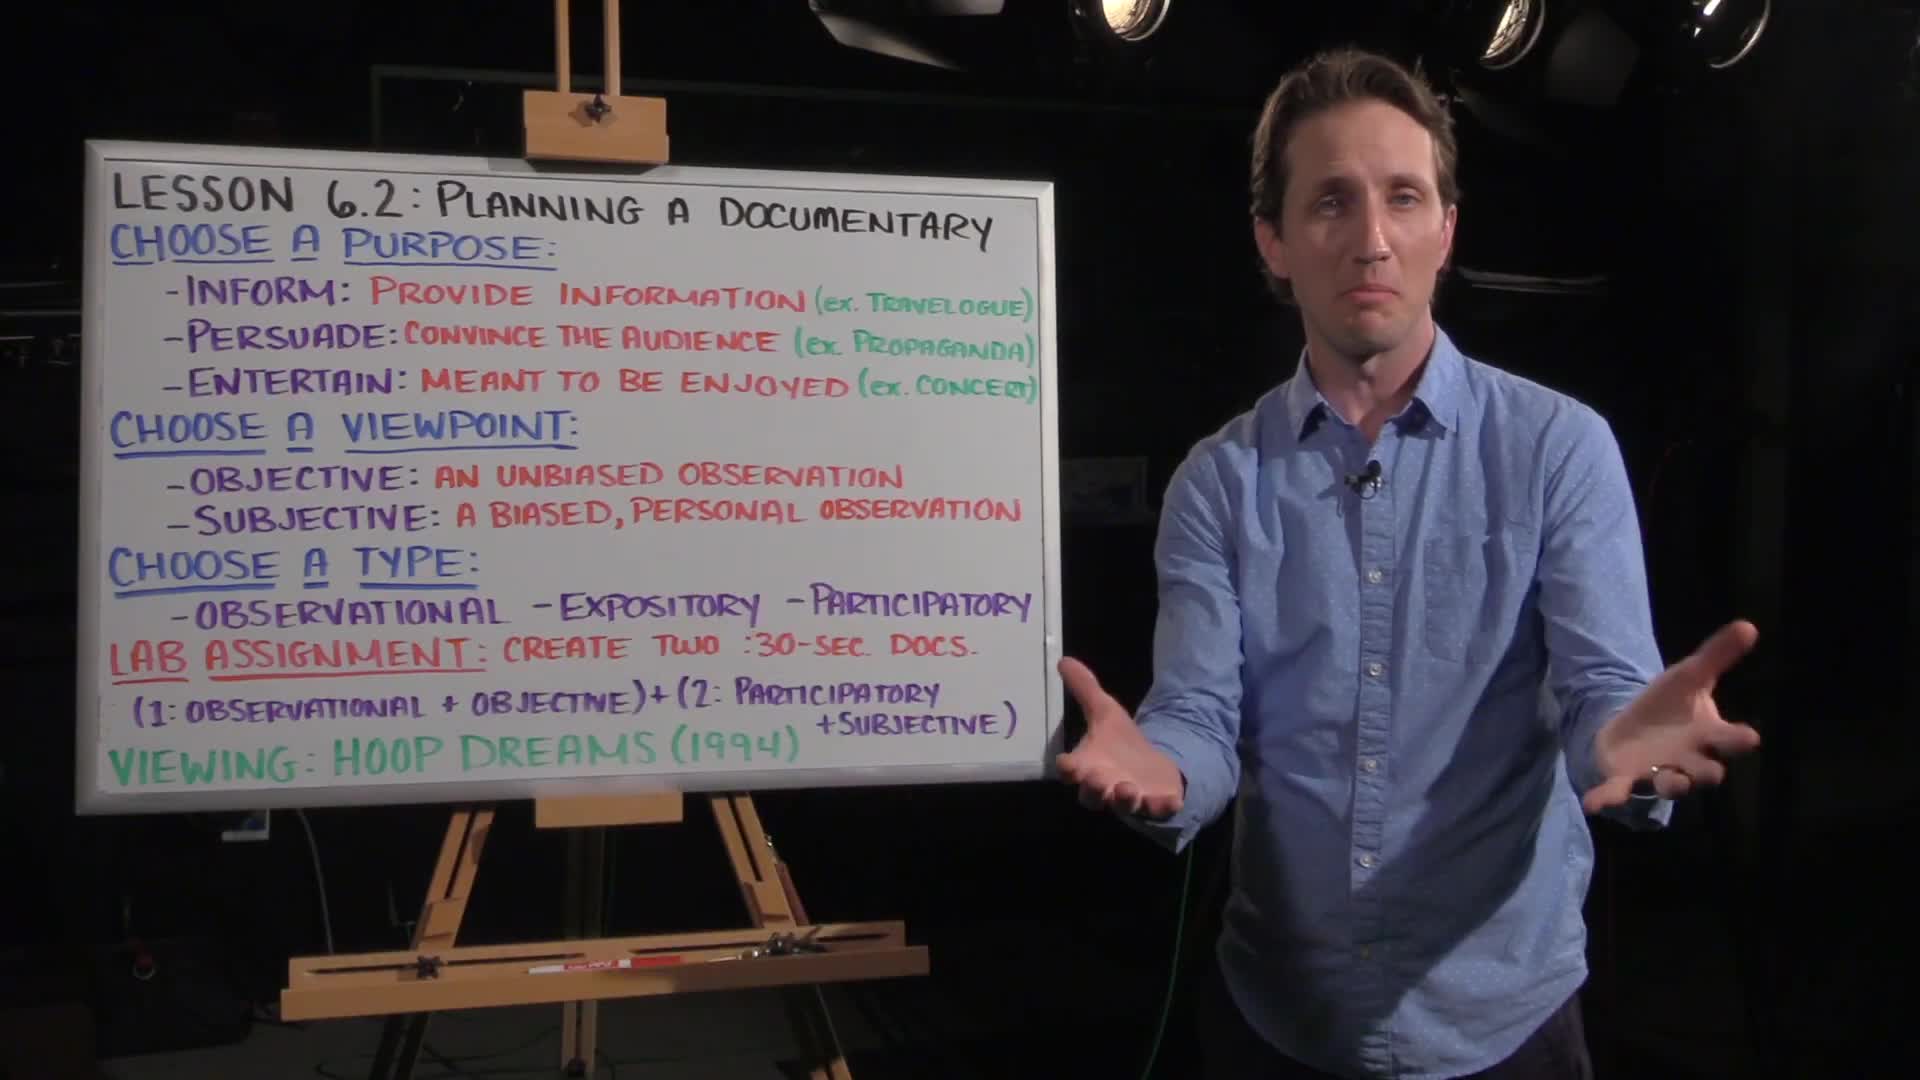 LESSON 6.2: PLANNING A DOCUMENTARY
CHOOSE A PURPOSE:
-INFORM: PROVIDE INFORMATION (ex. TRAVELOGUE)
-PERSUADE: CONVINCE THE AUDIENCE (ex. PROPAGANDA)
-ENTERTAIN: MEANT TO BE ENJOYED (ex. CONCERT)
CHOOSE A VIEWPOINT:
-OBJECTIVE: AN UNBIASED OBSERVATION
-SUBJECTIVE: A BIASED, PERSONAL OBSERVATION
CHOOSE A TYPE:
-OBSERVATIONAL -EXPOSITORY -PARTICIPATORY
LAB ASSIGNMENT: CREATE TWO :30-SEC. DOCS.
(1: OBSERVATIONAL + OBJECTIVE) + (2: PARTICIPATORY
+SUBJECTIVE)
VIEWING: HOOP DREAMS (1994)